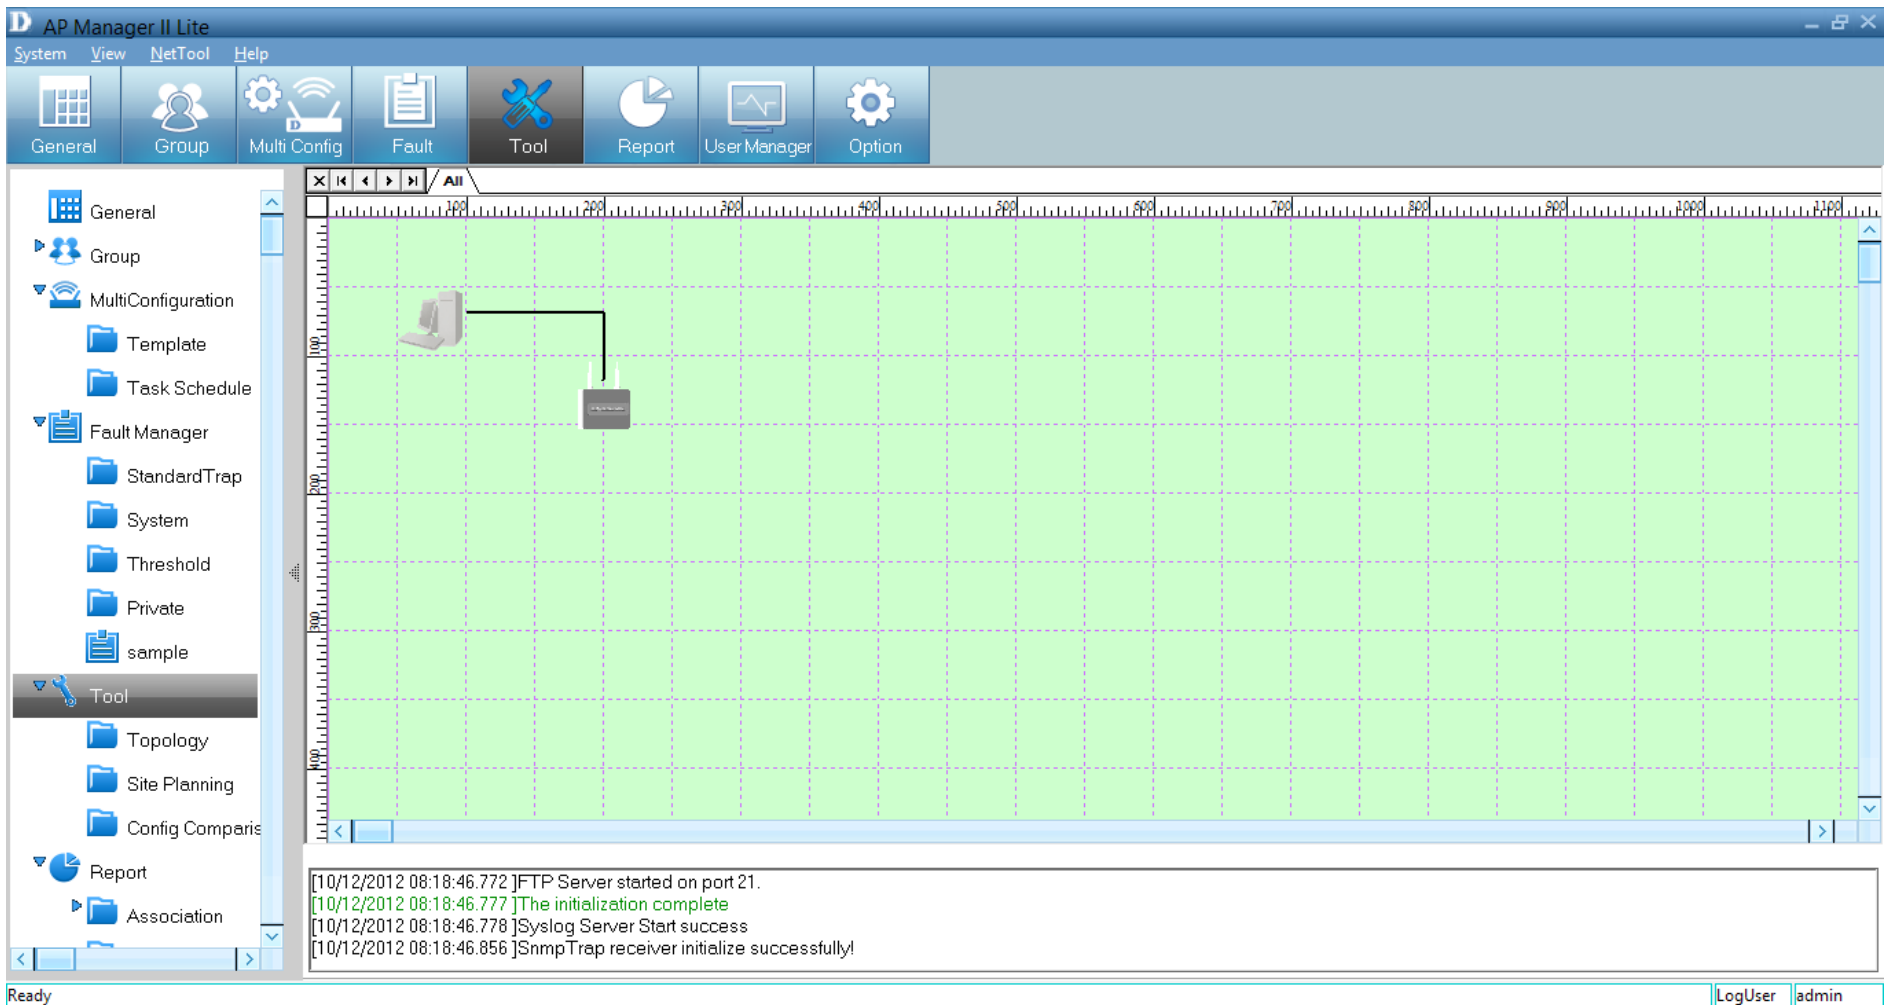 D AP Manager II Lite
System View NetTool Help
General Group Multi Config Fault Tool Report User Manager Option
D
All
100 200 300 400 500 600 700 800 900 1000 1100
100
200
300
400
General
Group
MultiConfiguration
Template
Task Schedule
Fault Manager
StandardTrap
System
Threshold
Private
sample
Tool
Topology
Site Planning
Config Comparis
Report
Association
[10/12/2012 08:18:46.772 ]FTP Server started on port 21.
[10/12/2012 08:18:46.777 ]The initialization complete
[10/12/2012 08:18:46.778 ]Syslog Server Start success
[10/12/2012 08:18:46.856 ]SnmpTrap receiver initialize successfully!
Ready LogUser admin